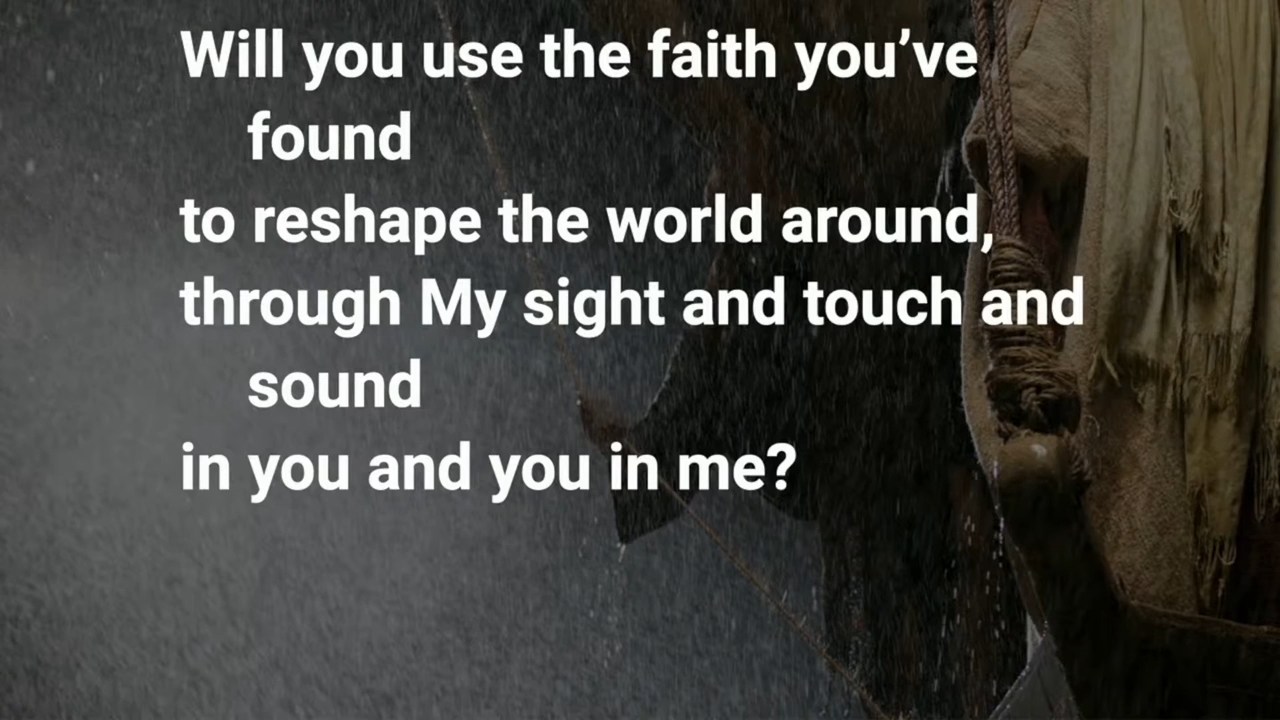 Will you use the faith you’ve
found
to reshape the world around,
through My sight and touch and
sound
in you and you in me?